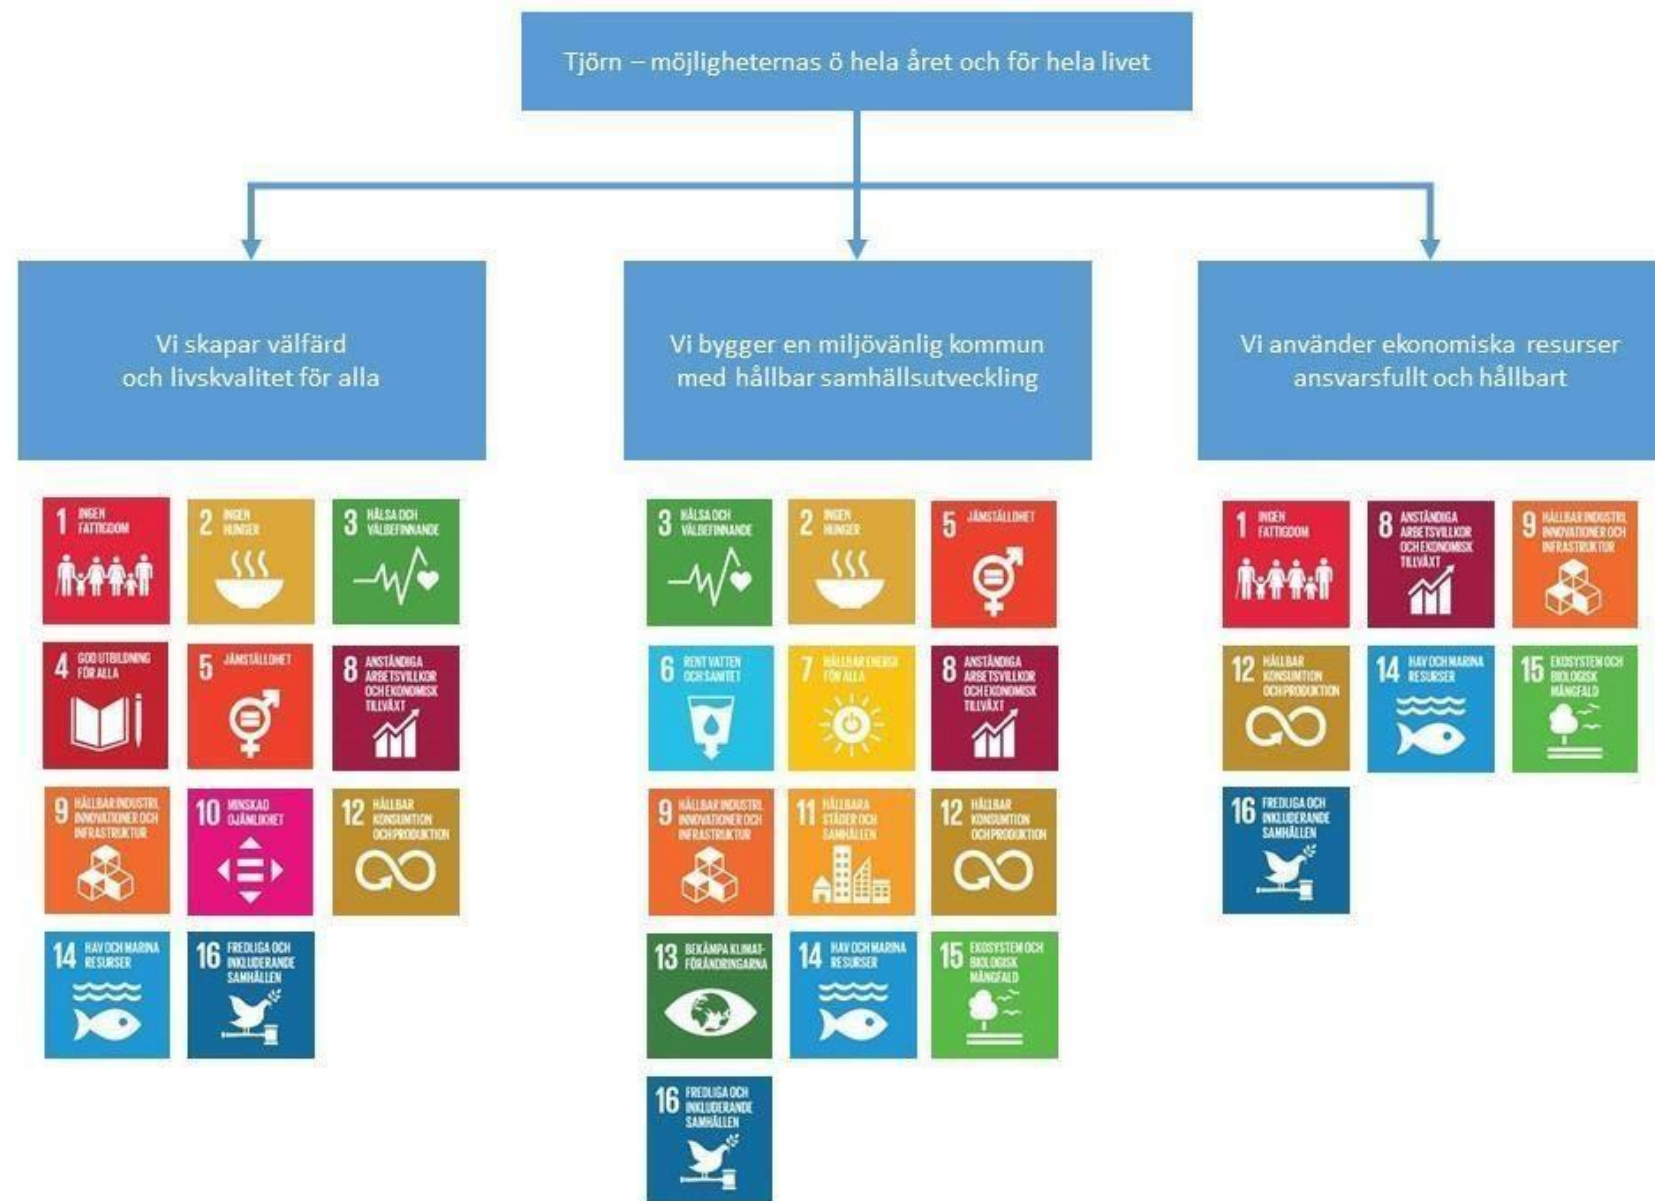 Tjörn – möjligheternas ö hela året och för hela livet
Vi skapar välfärd
och livskvalitet för alla
1 INGEN
FATTIGDOM
2 INGEN
HUNGER
3 HÄLSA OCH
VÄLBEFINNANDE
4 GOD UTBILDNING
FÖR ALLA
5 JÄMSTÄLLDHET
8 ANSTÄNDIGA
ARBETSVILLKOR
OCH EKONOMISK
TILLVÄXT
9 HÅLLBAR INDUSTRI,
INNOVATIONER OCH
INFRASTRUKTUR
10 MINSKAD
OJÄMLIKHET
12 HÅLLBAR
KONSUMTION
OCH PRODUKTION
14 HAV OCH MARINA
RESURSER
16 FREDLIGA OCH
INKLUDERANDE
SAMHÄLLEN
Vi bygger en miljövänlig kommun
med hållbar samhällsutveckling
3 HÄLSA OCH
VÄLBEFINNANDE
2 INGEN
HUNGER
5 JÄMSTÄLLDHET
6 RENT VATTEN
OCH SANITET
7 HÅLLBAR ENERGI
FÖR ALLA
8 ANSTÄNDIGA
ARBETSVILLKOR
OCH EKONOMISK
TILLVÄXT
9 HÅLLBAR INDUSTRI,
INNOVATIONER OCH
INFRASTRUKTUR
11 HÅLLBARA
STÄDER OCH
SAMHÄLLEN
12 HÅLLBAR
KONSUMTION
OCH PRODUKTION
13 BEKÄMPA KLIMAT-
FÖRÄNDRINGARNA
14 HAV OCH MARINA
RESURSER
15 EKOSYSTEM OCH
BIOLOGISK
MÅNGFALD
16 FREDLIGA OCH
INKLUDERANDE
SAMHÄLLEN
Vi använder ekonomiska resurser
ansvarsfullt och hållbart
1 INGEN
FATTIGDOM
8 ANSTÄNDIGA
ARBETSVILLKOR
OCH EKONOMISK
TILLVÄXT
9 HÅLLBAR INDUSTRI,
INNOVATIONER OCH
INFRASTRUKTUR
12 HÅLLBAR
KONSUMTION
OCH PRODUKTION
14 HAV OCH MARINA
RESURSER
15 EKOSYSTEM OCH
BIOLOGISK
MÅNGFALD
16 FREDLIGA OCH
INKLUDERANDE
SAMHÄLLEN